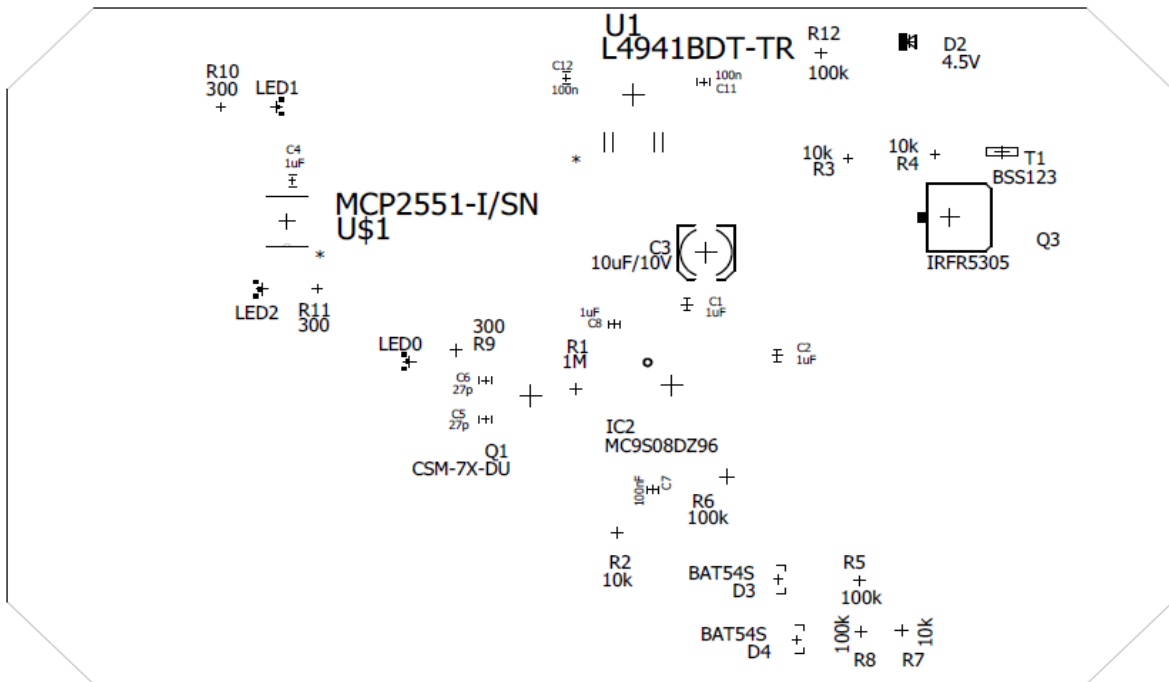 U1
L4941BDT-TR
R12
100k
D2
4.5V
C12
100n
100n
C11
R10
300
LED1
C4
1uF
10k
R3
10k
R4
T1
BSS123
MCP2551-I/SN
U$1
*
*
C3
10uF/10V
Q3
IRFR5305
LED2
R11
300
C1
1uF
1uF
C8
300
R9
LED0
R1
1M
C2
1uF
C6
27p
C5
27p
Q1
CSM-7X-DU
IC2
MC9S08DZ96
100nF
C7
R6
100k
R2
10k
BAT54S
D3
R5
100k
BAT54S
D4
100k
R8
R7
10k